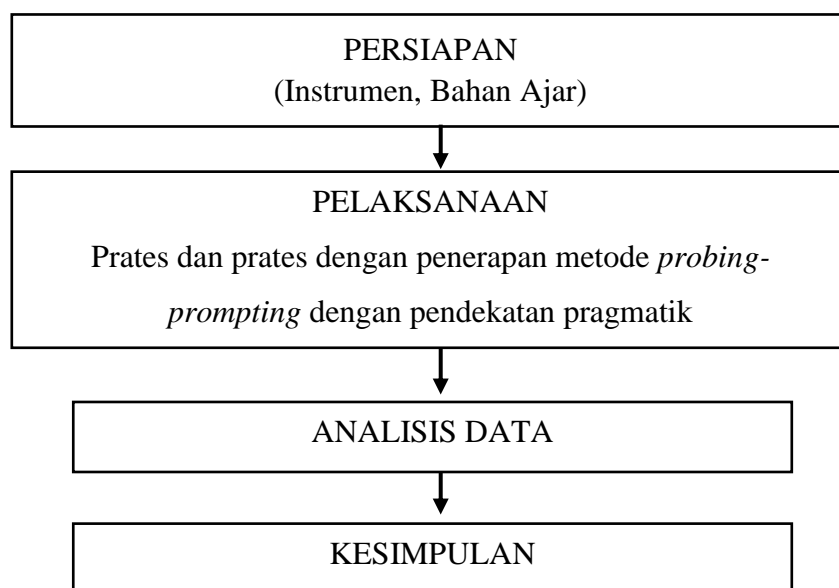 PERSIAPAN
(Instrumen, Bahan Ajar)
PELAKSANAAN
Prates dan prates dengan penerapan metode probing-
prompting dengan pendekatan pragmatik
ANALISIS DATA
KESIMPULAN